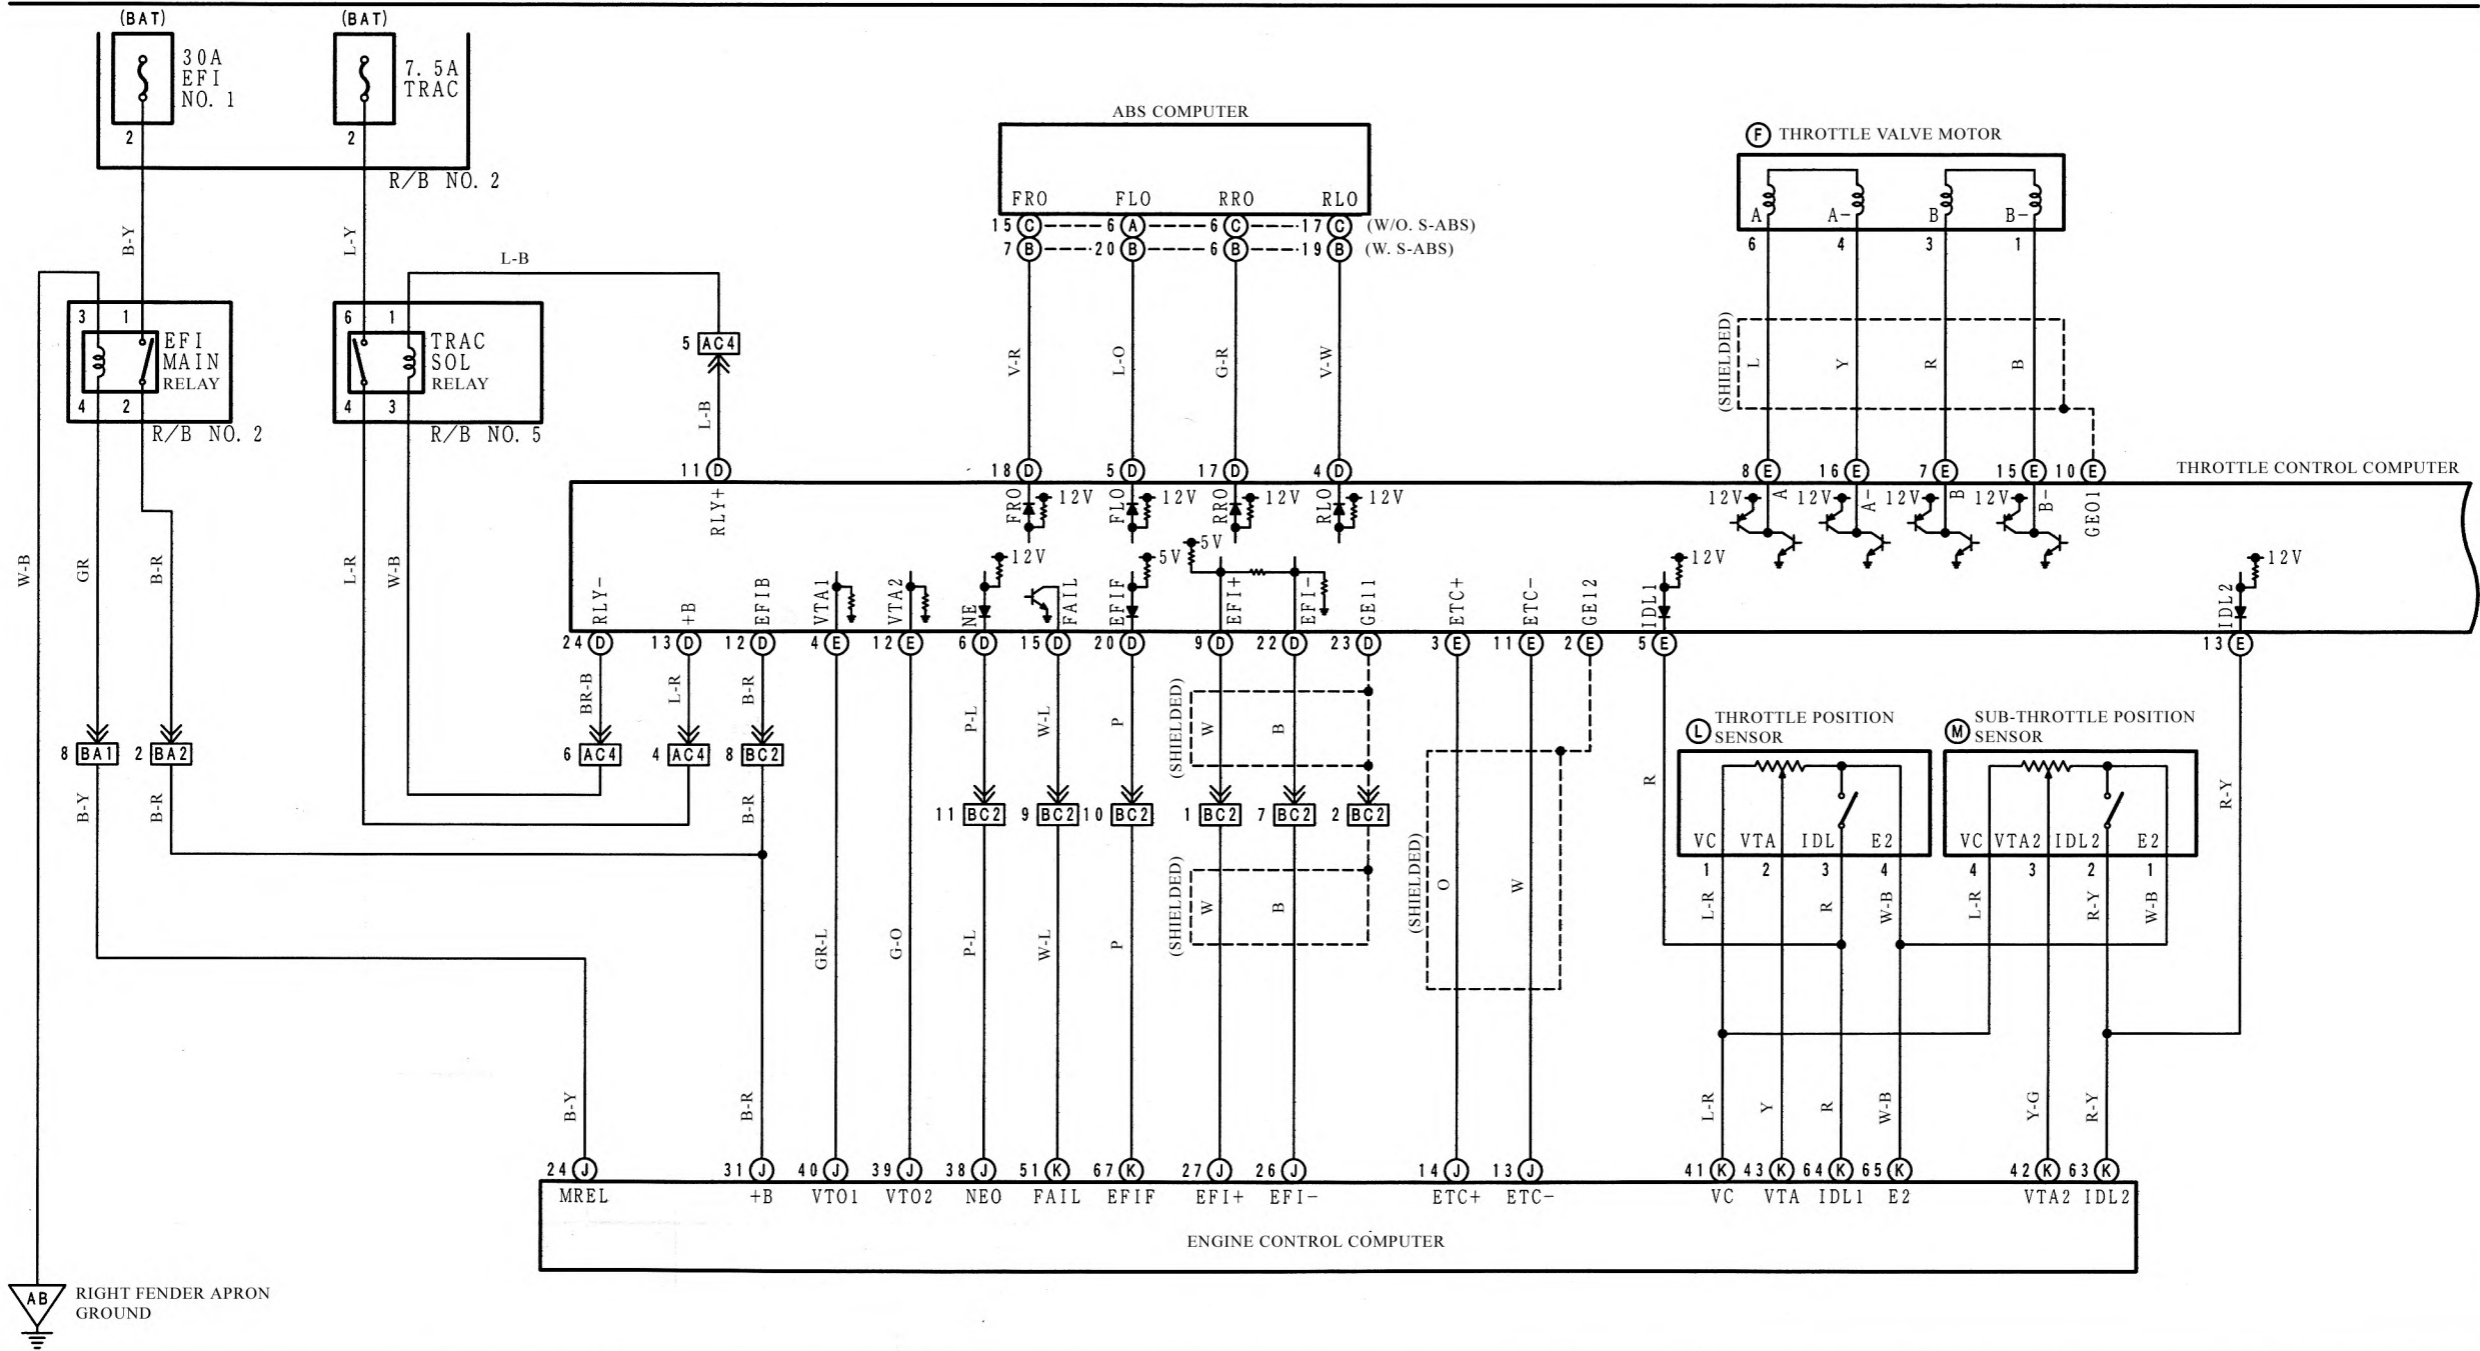 (BAT) (BAT)
30A
EFI
NO. 1
7. 5A
TRAC
2 2
R/B NO. 2
ABS COMPUTER
FRO FLO RRO RLO
15 C 6 A 6 C 17 C (W/O. S-ABS)
7 B 20 B 6 B 19 B (W. S-ABS)
F THROTTLE VALVE MOTOR
A A- B B-
6 4 3 1
B-Y L-Y L-B
3 1
EFI
MAIN
RELAY
4 2
R/B NO. 2
6 1
TRAC
SOL
RELAY
4 3
R/B NO. 5
5 AC4
L-B
V-R L-O G-R V-W
(SHIELDED) L Y R B
11 D 18 D 5 D 17 D 4 D 8 E 16 E 7 E 15 E 10 E
THROTTLE CONTROL COMPUTER
RLY+ FRO 12V FLO 12V RRO 12V RLO 12V
12V A 12V A- 12V B 12V B- GEO1
12V 5V 5V 12V 12V
RLY- +B EFIB VTA1 VTA2 NE FAIL EFIF EFI+ EFI- GE11 ETC+ ETC- GE12 IDL1 IDL2
24 D 13 D 12 D 4 E 12 E 6 D 15 D 20 D 9 D 22 D 23 D 3 E 11 E 2 E 5 E 13 E
W-B GR B-R L-R W-B
BR-B L-R B-R
P-L W-L P (SHIELDED) W B
8 BA1 2 BA2 6 AC4 4 AC4 8 BC2
11 BC2 9 BC2 10 BC2 1 BC2 7 BC2 2 BC2
B-Y B-R B-R
L THROTTLE POSITION
SENSOR
M SUB-THROTTLE POSITION
SENSOR
R R-Y
VC VTA IDL E2 VC VTA2 IDL2 E2
1 2 3 4 4 3 2 1
L-R R W-B L-R R-Y W-B
GR-L G-O P-L W-L P (SHIELDED) W B (SHIELDED) O W
B-Y B-R L-R Y R W-B Y-G R-Y
24 J 31 J 40 J 39 J 38 J 51 K 67 K 27 J 26 J 14 J 13 J 41 K 43 K 64 K 65 K 42 K 63 K
MREL +B VTO1 VTO2 NEO FAIL EFIF EFI+ EFI- ETC+ ETC- VC VTA IDL1 E2 VTA2 IDL2
ENGINE CONTROL COMPUTER
AB RIGHT FENDER APRON
GROUND